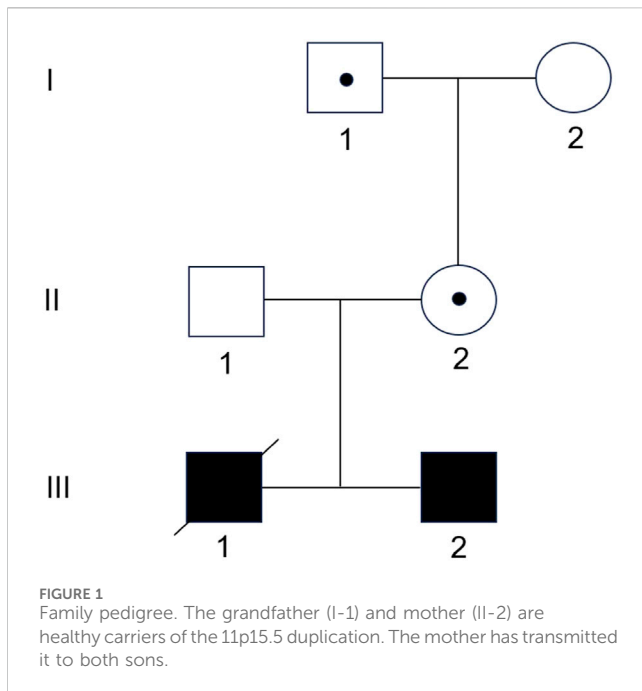 I
1
2
II
1
2
III
1
2
FIGURE 1
Family pedigree. The grandfather (I-1) and mother (II-2) are
healthy carriers of the 11p15.5 duplication. The mother has transmitted
it to both sons.